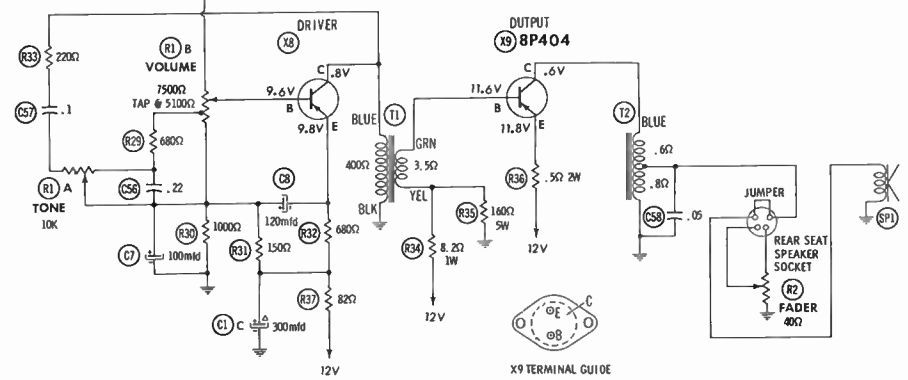 DRIVER
X8
OUTPUT
X9 8P404
R33 220Ω
R1 B
VOLUME
7500Ω
TAP @ 5100Ω
C57 .1
R29 680Ω
R1 A
TONE
10K
C56 .22
C7 100mfd
R30 1000Ω
R31 150Ω
C8
120mfd
R32 680Ω
R37 82Ω
C1 C 300mfd
12V
9.6V
B
C .8V
9.8V E
T1
BLUE
400Ω
BLK
GRN
3.5Ω
YEL
R34 8.2Ω
1W
12V
R35 160Ω
5W
11.6V
B
C .6V
11.8V E
R36 .5Ω 2W
12V
T2
BLUE
.6Ω
.8Ω
C58 .05
JUMPER
REAR SEAT
SPEAKER
SOCKET
R2
FADER
40Ω
SP1
C
E
B
X9 TERMINAL GUIDE